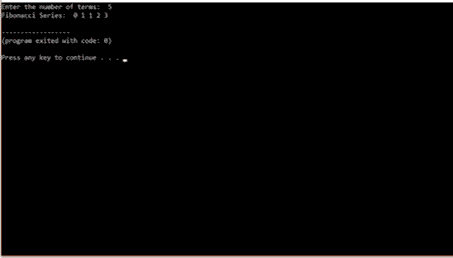 Enter the number of terms:  5
Fibonacci Series:  0 1 1 2 3
------------------
(program exited with code: 0)
Press any key to continue . . .